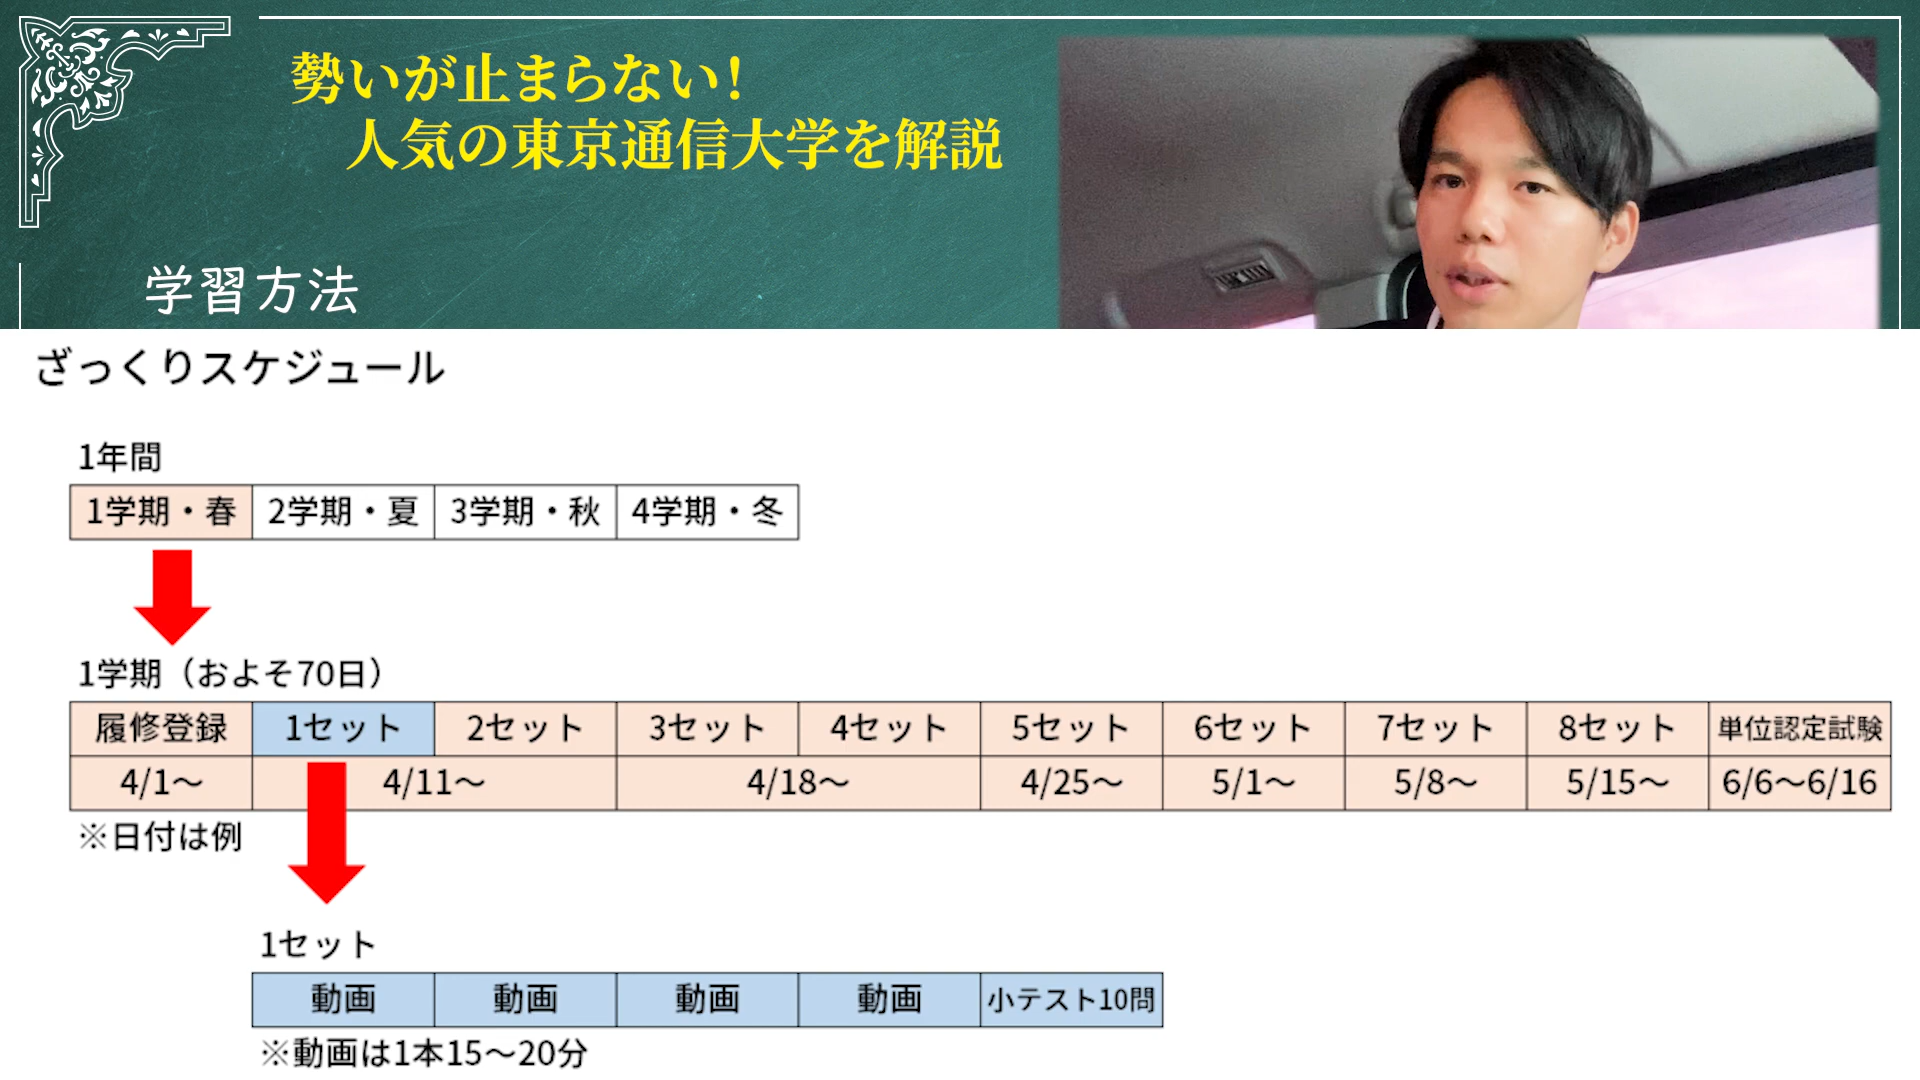 勢いが止まらない!
人気の東京通信大学を解説
学習方法
ざっくりスケジュール
1年間
1学期・春 2学期・夏 3学期・秋 4学期・冬
1学期（およそ70日）
履修登録 1セット 2セット 3セット 4セット 5セット 6セット 7セット 8セット 単位認定試験
4/1～ 4/11～ 4/18～ 4/25～ 5/1～ 5/8～ 5/15～ 6/6～6/16
※日付は例
1セット
動画 動画 動画 動画 小テスト10問
※動画は1本15～20分